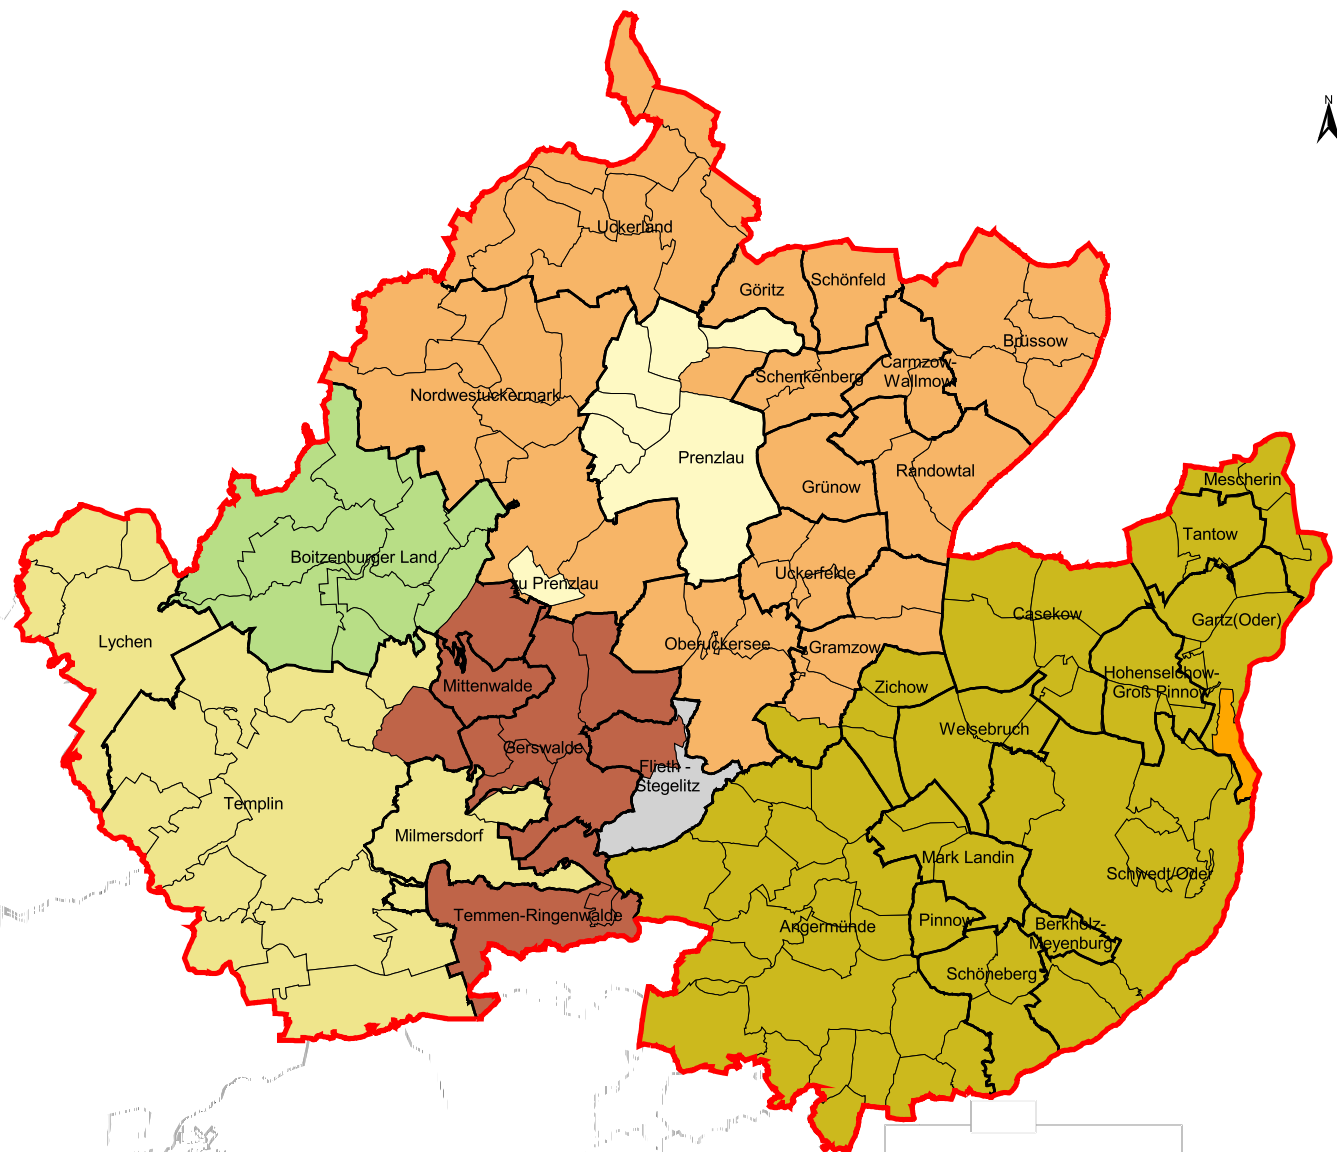 N
Uckerland
Göritz
Schönfeld
Brüssow
Carmzow-
Wallmow
Schenkenberg
Nordwestuckermark
Prenzlau
Randowtal
Grünow
Mescherin
Tantow
Boitzenburger Land
zu Prenzlau
Uckerfelde
Casekow
Gartz(Oder)
Lychen
Oberuckersee
Gramzow
Hohenselchow-
Groß Pinnow
Mittenwalde
Zichow
Welsebruch
Gerswalde
Flieth -
Stegelitz
Templin
Milmersdorf
Mark Landin
Schwedt/Oder
Temmen-Ringenwalde
Angermünde
Pinnow
Berkholz-
Meyenburg
Schöneberg